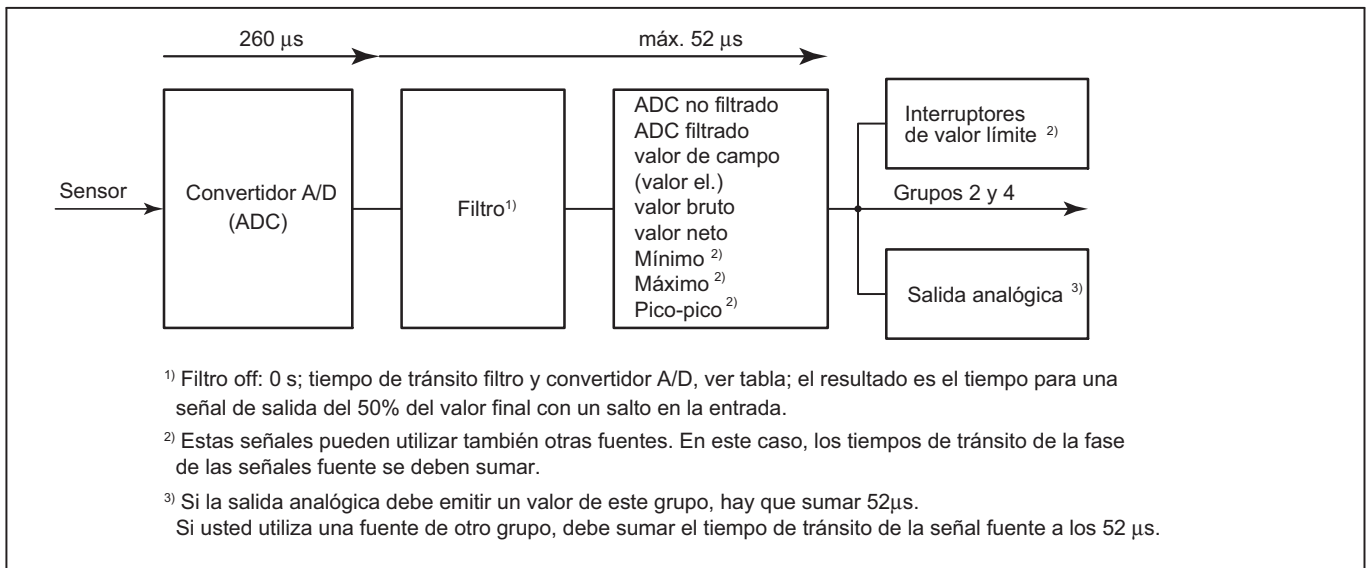 260 μs
máx. 52 μs
Sensor
Convertidor A/D
(ADC)
Filtro1)
ADC no filtrado
ADC filtrado
valor de campo
(valor el.)
valor bruto
valor neto
Mínimo 2)
Máximo 2)
Pico-pico 2)
Interruptores
de valor límite 2)
Grupos 2 y 4
Salida analógica 3)
1) Filtro off: 0 s; tiempo de tránsito filtro y convertidor A/D, ver tabla; el resultado es el tiempo para una
señal de salida del 50% del valor final con un salto en la entrada.
2) Estas señales pueden utilizar también otras fuentes. En este caso, los tiempos de tránsito de la fase
de las señales fuente se deben sumar.
3) Si la salida analógica debe emitir un valor de este grupo, hay que sumar 52μs.
Si usted utiliza una fuente de otro grupo, debe sumar el tiempo de tránsito de la señal fuente a los 52 μs.